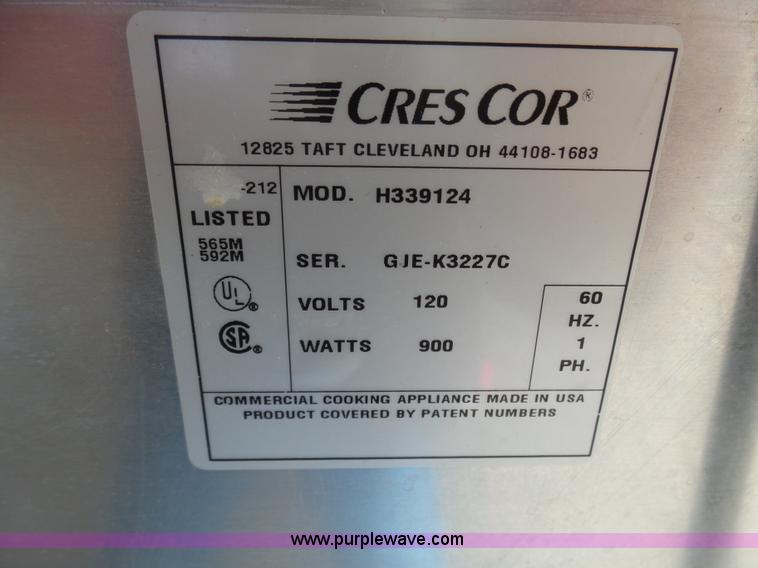 CRES COR®
12825 TAFT CLEVELAND OH 44108-1683
-212
LISTED
565M
592M
UL®
SA®
MOD. H339124
SER. GJE-K3227C
VOLTS 120
WATTS 900
60
HZ.
1
PH.
COMMERCIAL COOKING APPLIANCE MADE IN USA
PRODUCT COVERED BY PATENT NUMBERS
www.purplewave.com